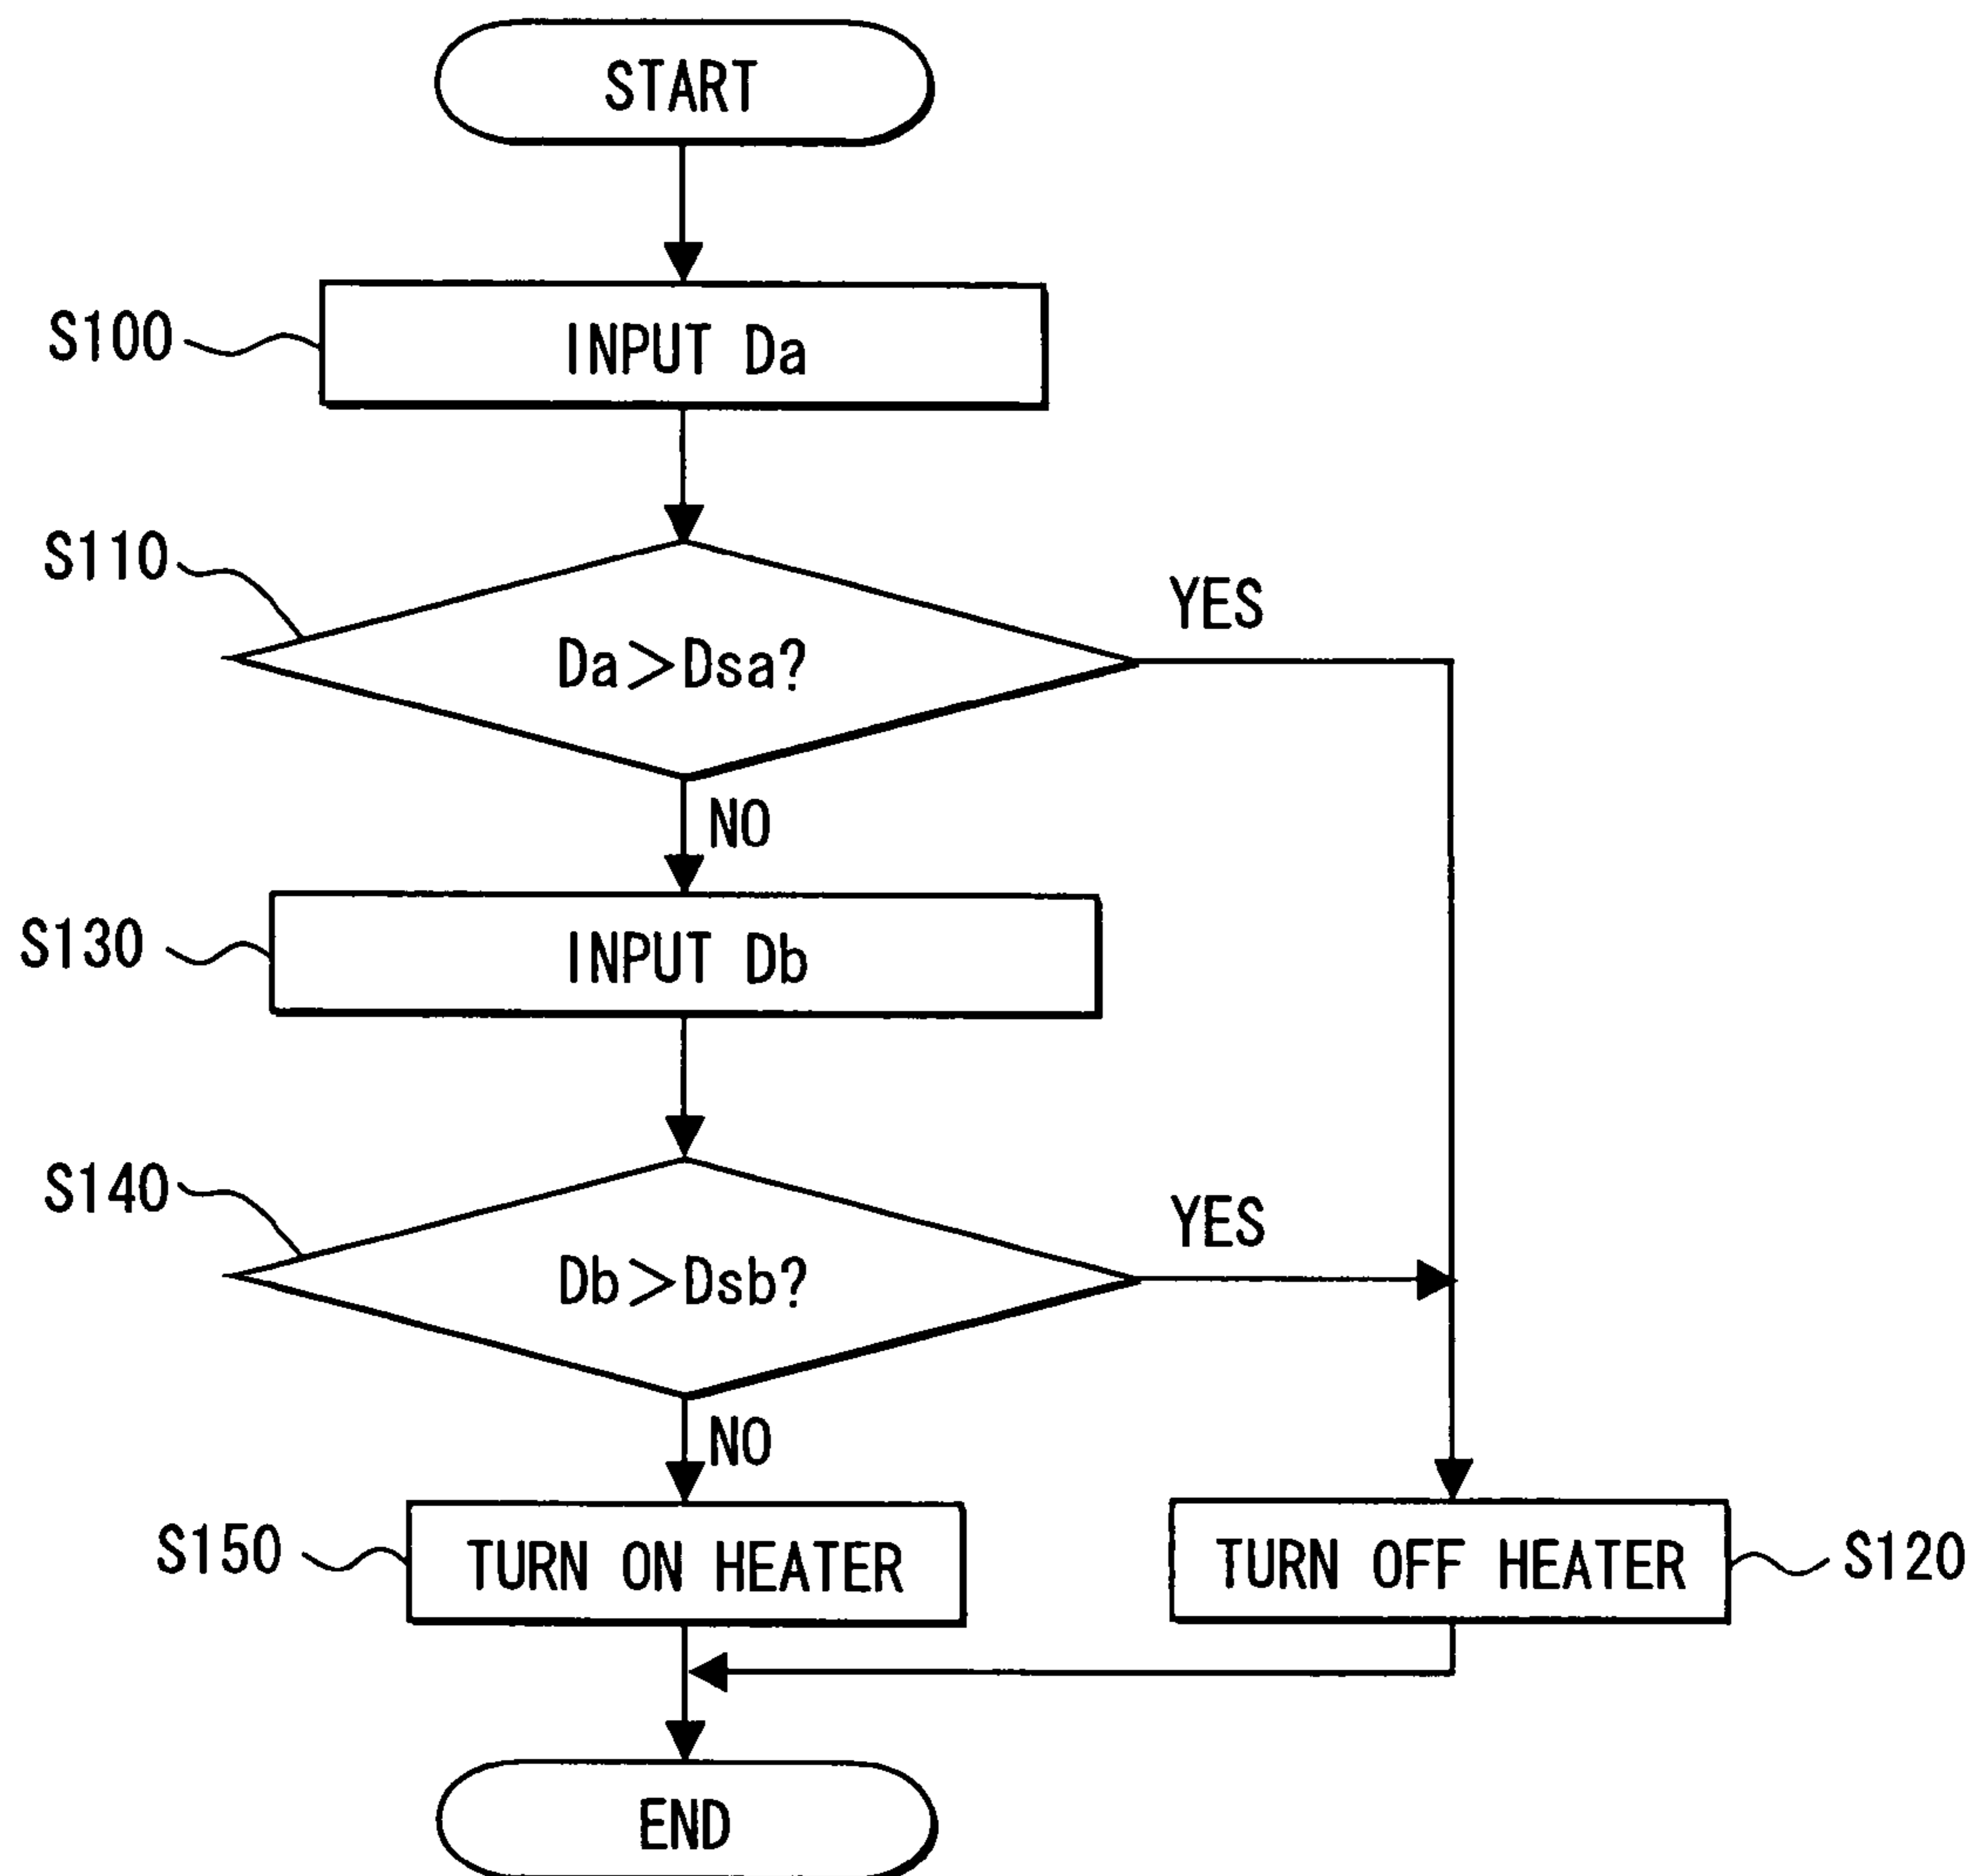 START
S100
INPUT Da
S110
Da>Dsa?
YES
NO
S130
INPUT Db
S140
Db>Dsb?
YES
NO
S150
TURN ON HEATER
TURN OFF HEATER
S120
END